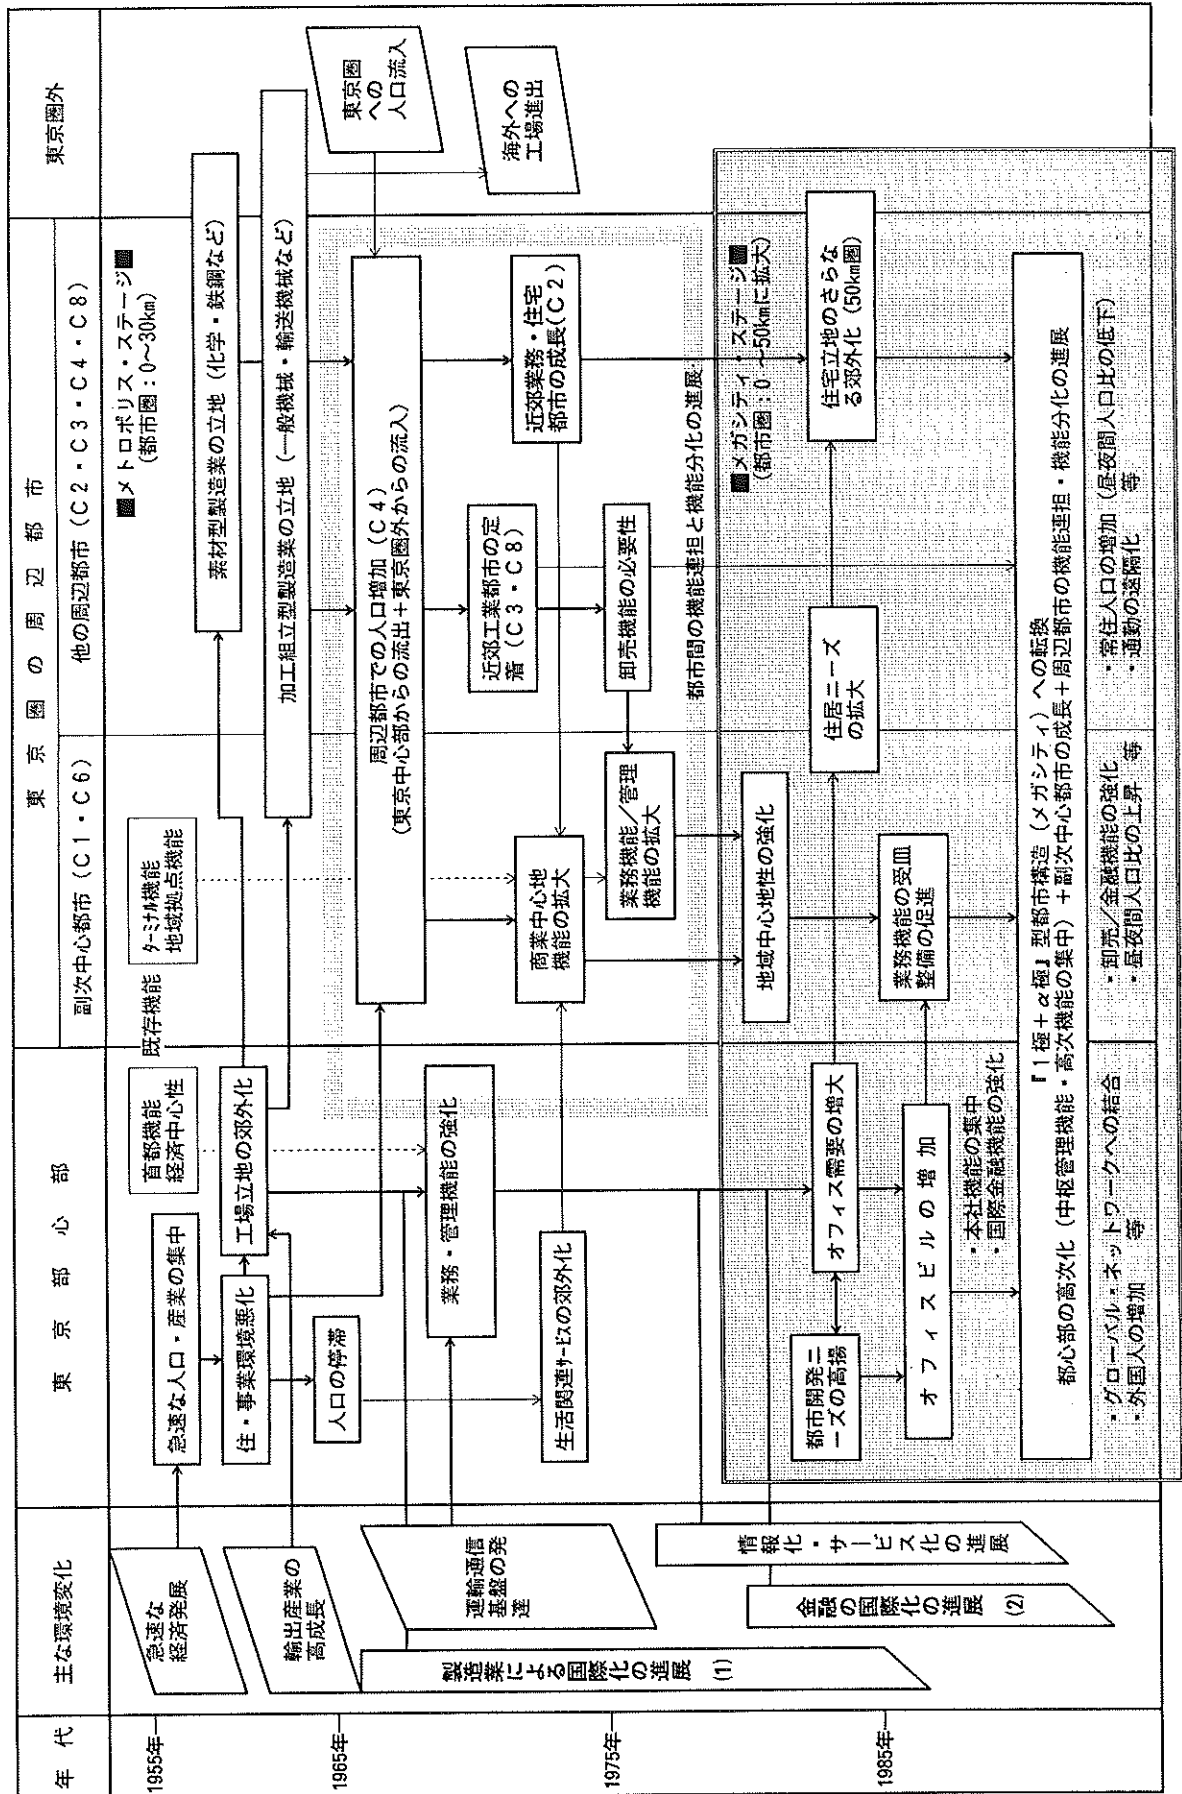 年　代
主な環境変化
東　京　都　心　部
東　京　圏　の　周　辺　都　市
副次中心都市（C1・C6）
他の周辺都市（C2・C3・C4・C8）
東京圏外
1955年
1965年
1975年
1985年
急速な
経済発展
輸出産業の
高成長
製造業による国際化の進展 (1)
運輸通信
基盤の発
達
情報化・サービス化の進展
金融の国際化の進展 (2)
急速な人口・産業の集中
住・事業環境悪化
人口の停滞
首都機能
経済中心性
既存機能
ターミナル機能
地域拠点機能
工場立地の郊外化
業務・管理機能の強化
生活関連サービスの郊外化
■メトロポリス・ステージ■
（都市圏：0〜30km）
素材型製造業の立地（化学・鉄鋼など）
加工組立型製造業の立地（一般機械・輸送機械など）
東京圏
への
人口流入
海外への
工場進出
周辺都市での人口増加（C4）
（東京中心部からの流出＋東京圏外からの流入）
近郊工業都市の定
着（C3・C8）
近郊業務・住宅
都市の成長(C2)
商業中心地
機能の拡大
卸売機能の必要性
業務機能／管理
機能の拡大
都市間の機能連担と機能分化の進展
■メガシティ・ステージ■
（都市圏：0〜50kmに拡大）
地域中心地性の強化
都市開発ニ
ーズの高揚
オフィス需要の増大
住居ニーズ
の拡大
住宅立地のさらな
る郊外化（50km圏）
オフィスビルの増加
業務機能の受皿
整備の促進
・本社機能の集中
・国際金融機能の強化
『1極＋α極』型都市構造（メガシティ）への転換
都心部の高次化（中枢管理機能・高次機能の集中）＋副次中心都市の成長＋周辺都市の機能連担・機能分化の進展
・グローバル・ネットワークへの結合
・外国人の増加　等
・卸売／金融機能の強化
・昼夜間人口比の上昇　等
・常住人口の増加（昼夜間人口比の低下）
・通勤の遠隔化　等